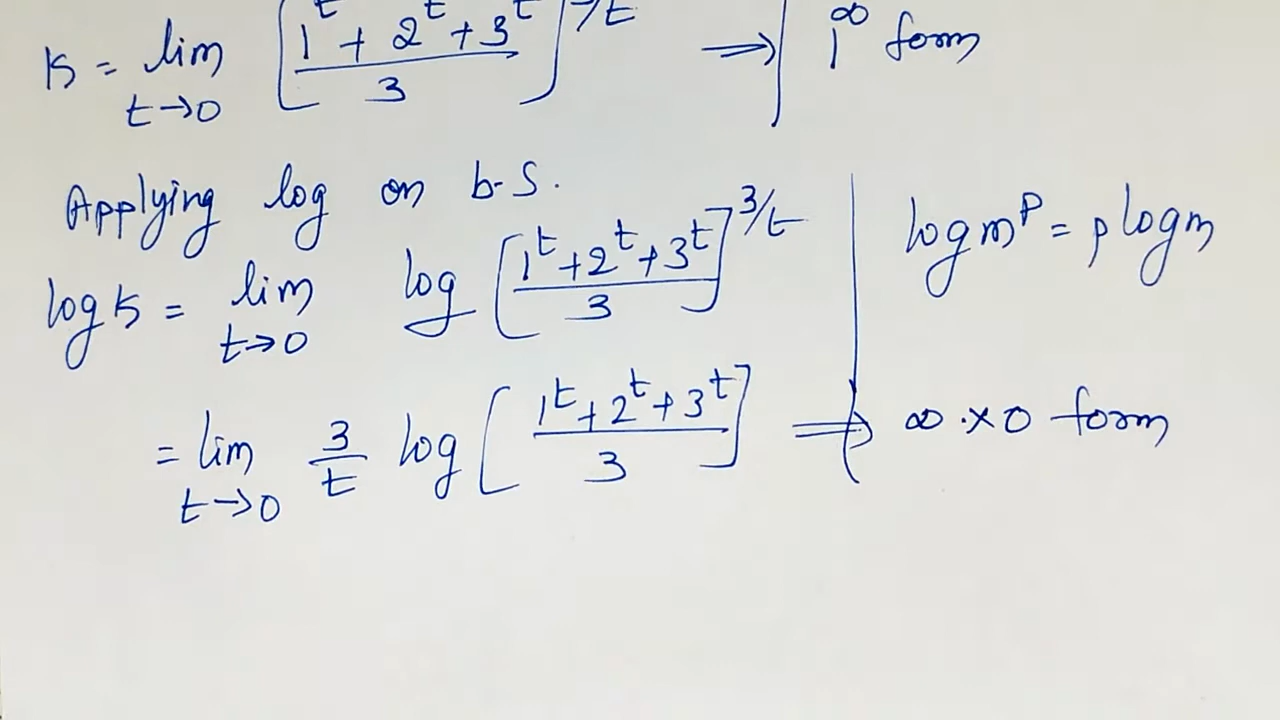 K = lim t→0 [1^t + 2^t + 3^t / 3]^/t ⇒ 1^∞ form
Applying log on b.S.
log K = lim t→0 log [1^t + 2^t + 3^t / 3]^3/t
log m^p = p log m
= lim t→0 3/t log [1^t + 2^t + 3^t / 3] ⇒ ∞ × 0 form